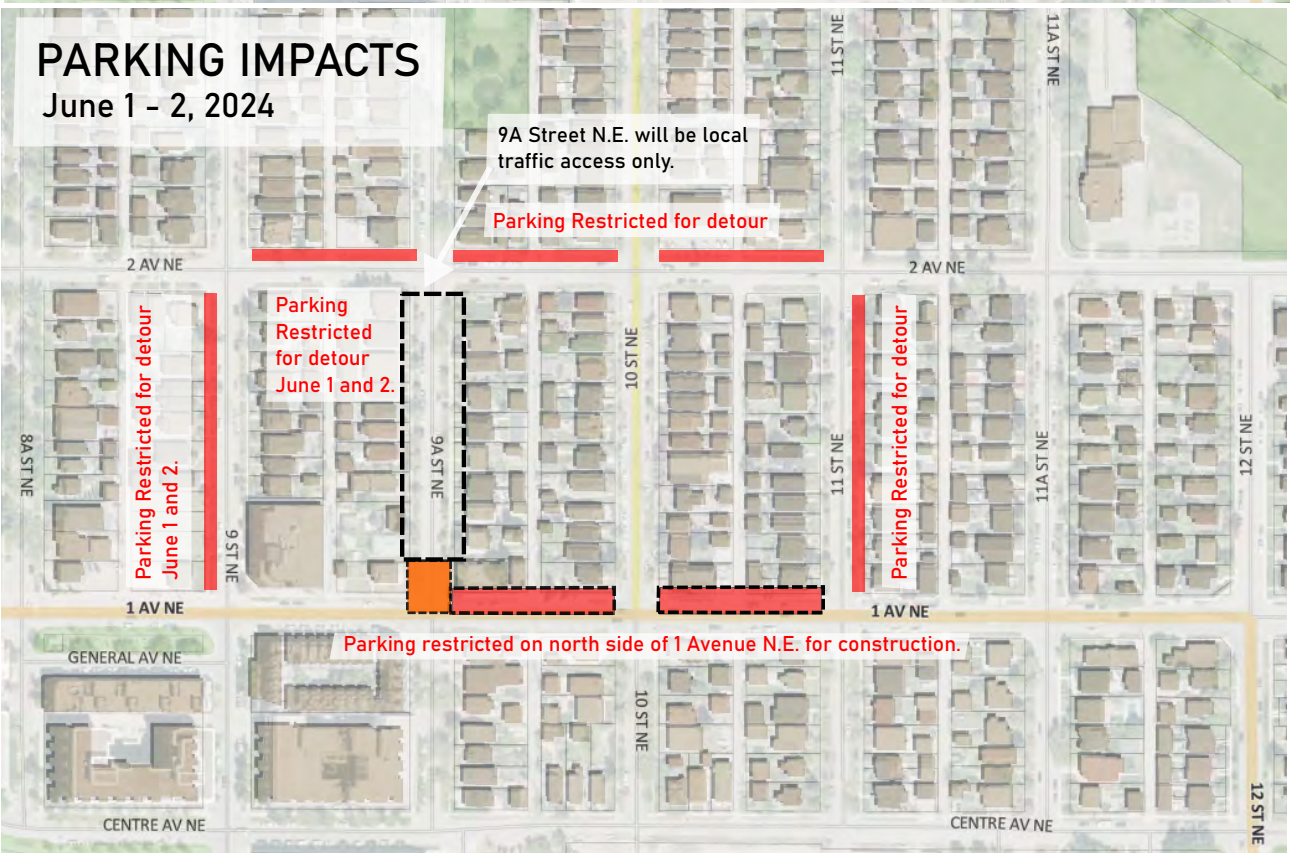 PARKING IMPACTS
June 1 - 2, 2024
11 ST NE
11A ST NE
9A Street N.E. will be local
traffic access only.
Parking Restricted for detour
2 AV NE
2 AV NE
Parking Restricted for detour
June 1 and 2.
Parking
Restricted
for detour
June 1 and 2.
Parking Restricted for detour
8A ST NE
9 ST NE
9A ST NE
10 ST NE
11 ST NE
11A ST NE
12 ST NE
1 AV NE
1 AV NE
Parking restricted on north side of 1 Avenue N.E. for construction.
GENERAL AV NE
10 ST NE
12 ST NE
CENTRE AV NE
CENTRE AV NE